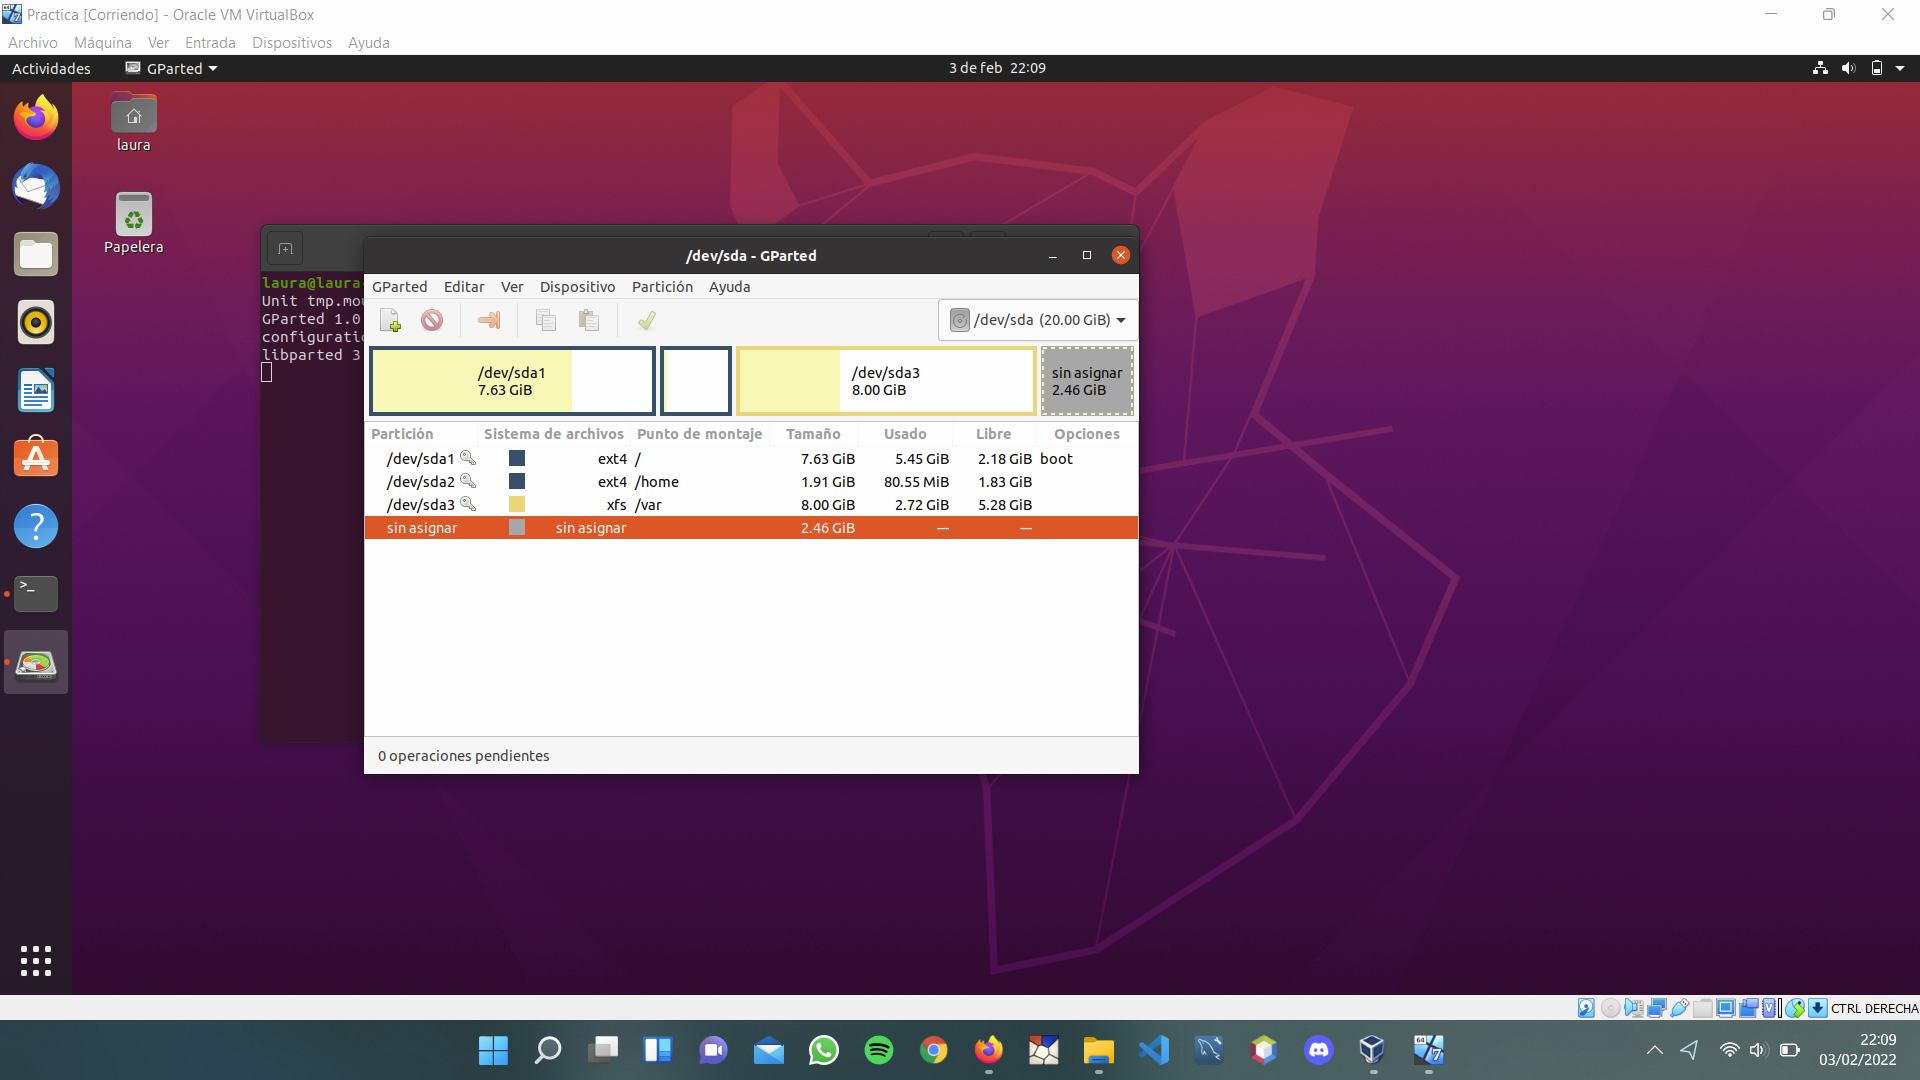 Practica [Corriendo] - Oracle VM VirtualBox
Archivo Máquina Ver Entrada Dispositivos Ayuda
Actividades GParted 3 de feb 22:09
laura
Papelera
/dev/sda - GParted
laura@laura
Unit tmp.mou
GParted 1.0
configuratio
libparted 3
GParted Editar Ver Dispositivo Partición Ayuda
/dev/sda (20.00 GiB)
/dev/sda1
7.63 GiB
/dev/sda3
8.00 GiB
sin asignar
2.46 GiB
Partición Sistema de archivos Punto de montaje Tamaño Usado Libre Opciones
/dev/sda1 ext4 / 7.63 GiB 5.45 GiB 2.18 GiB boot
/dev/sda2 ext4 /home 1.91 GiB 80.55 MiB 1.83 GiB
/dev/sda3 xfs /var 8.00 GiB 2.72 GiB 5.28 GiB
sin asignar sin asignar 2.46 GiB --- ---
0 operaciones pendientes
CTRL DERECHA
22:09
03/02/2022